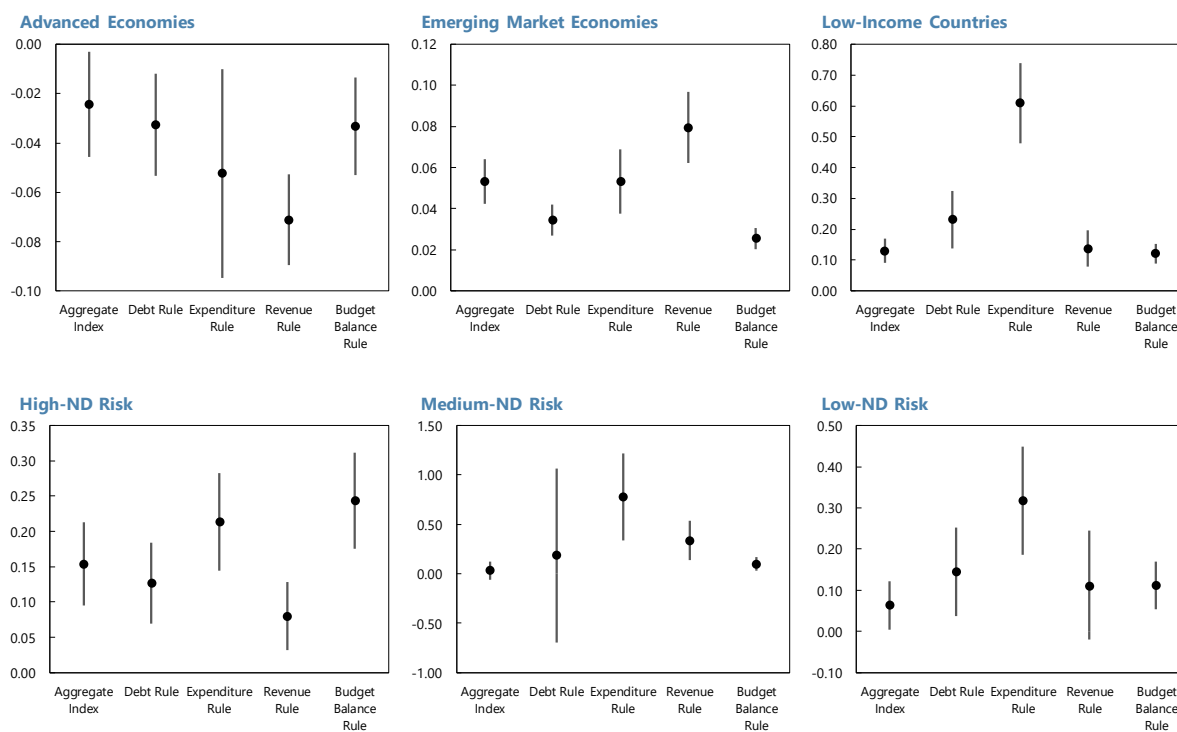 Advanced Economies
0.00
-0.02
-0.04
-0.06
-0.08
-0.10
Aggregate Debt Rule Expenditure Revenue Budget
Index Rule Rule Balance
Rule
Emerging Market Economies
0.12
0.10
0.08
0.06
0.04
0.02
0.00
Aggregate Debt Rule Expenditure Revenue Budget
Index Rule Rule Balance
Rule
Low-Income Countries
0.80
0.70
0.60
0.50
0.40
0.30
0.20
0.10
0.00
Aggregate Debt Rule Expenditure Revenue Budget
Index Rule Rule Balance
Rule
High-ND Risk
0.35
0.30
0.25
0.20
0.15
0.10
0.05
0.00
Aggregate Debt Rule Expenditure Revenue Budget
Index Rule Rule Balance
Rule
Medium-ND Risk
1.50
1.00
0.50
0.00
-0.50
-1.00
Aggregate Debt Rule Expenditure Revenue Budget
Index Rule Rule Balance
Rule
Low-ND Risk
0.50
0.40
0.30
0.20
0.10
0.00
-0.10
Aggregate Debt Rule Expenditure Revenue Budget
Index Rule Rule Balance
Rule